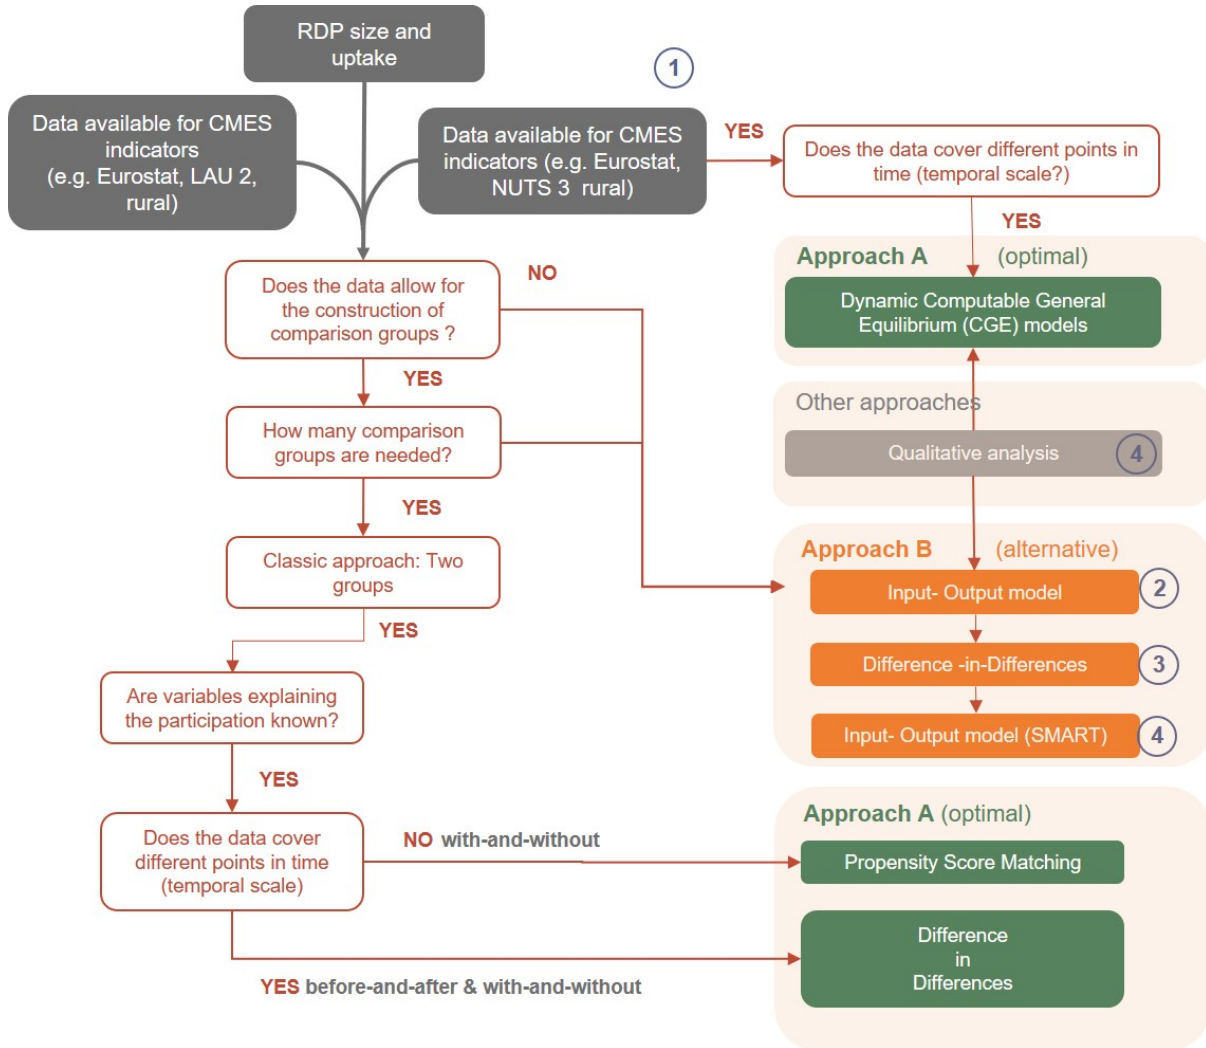 RDP size and
uptake
1
Data available for CMES
indicators
(e.g. Eurostat, LAU 2,
rural)
Data available for CMES
indicators (e.g. Eurostat,
NUTS 3 rural)
YES
Does the data cover different points in
time (temporal scale?)
YES
Approach A (optimal)
Dynamic Computable General
Equilibrium (CGE) models
Does the data allow for
the construction of
comparison groups ?
NO
YES
Other approaches
Qualitative analysis 4
How many comparison
groups are needed?
YES
Classic approach: Two
groups
YES
Approach B (alternative)
Input- Output model 2
Difference -in-Differences 3
Input- Output model (SMART) 4
Are variables explaining
the participation known?
YES
Does the data cover
different points in time
(temporal scale)
NO with-and-without
YES before-and-after & with-and-without
Approach A (optimal)
Propensity Score Matching
Difference
in
Differences